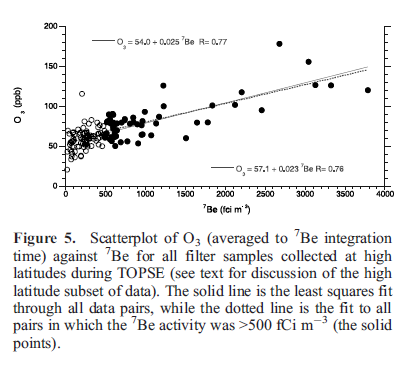 200
150
100
50
0
O₃ (ppb)
O₃ = 54.0 + 0.025 ⁷Be R= 0.77
O₃ = 57.1 + 0.023 ⁷Be R= 0.76
0 500 1000 1500 2000 2500 3000 3500 4000
⁷Be (fci m⁻³)
Figure 5. Scatterplot of O₃ (averaged to ⁷Be integration
time) against ⁷Be for all filter samples collected at high
latitudes during TOPSE (see text for discussion of the high
latitude subset of data). The solid line is the least squares fit
through all data pairs, while the dotted line is the fit to all
pairs in which the ⁷Be activity was >500 fCi m⁻³ (the solid
points).